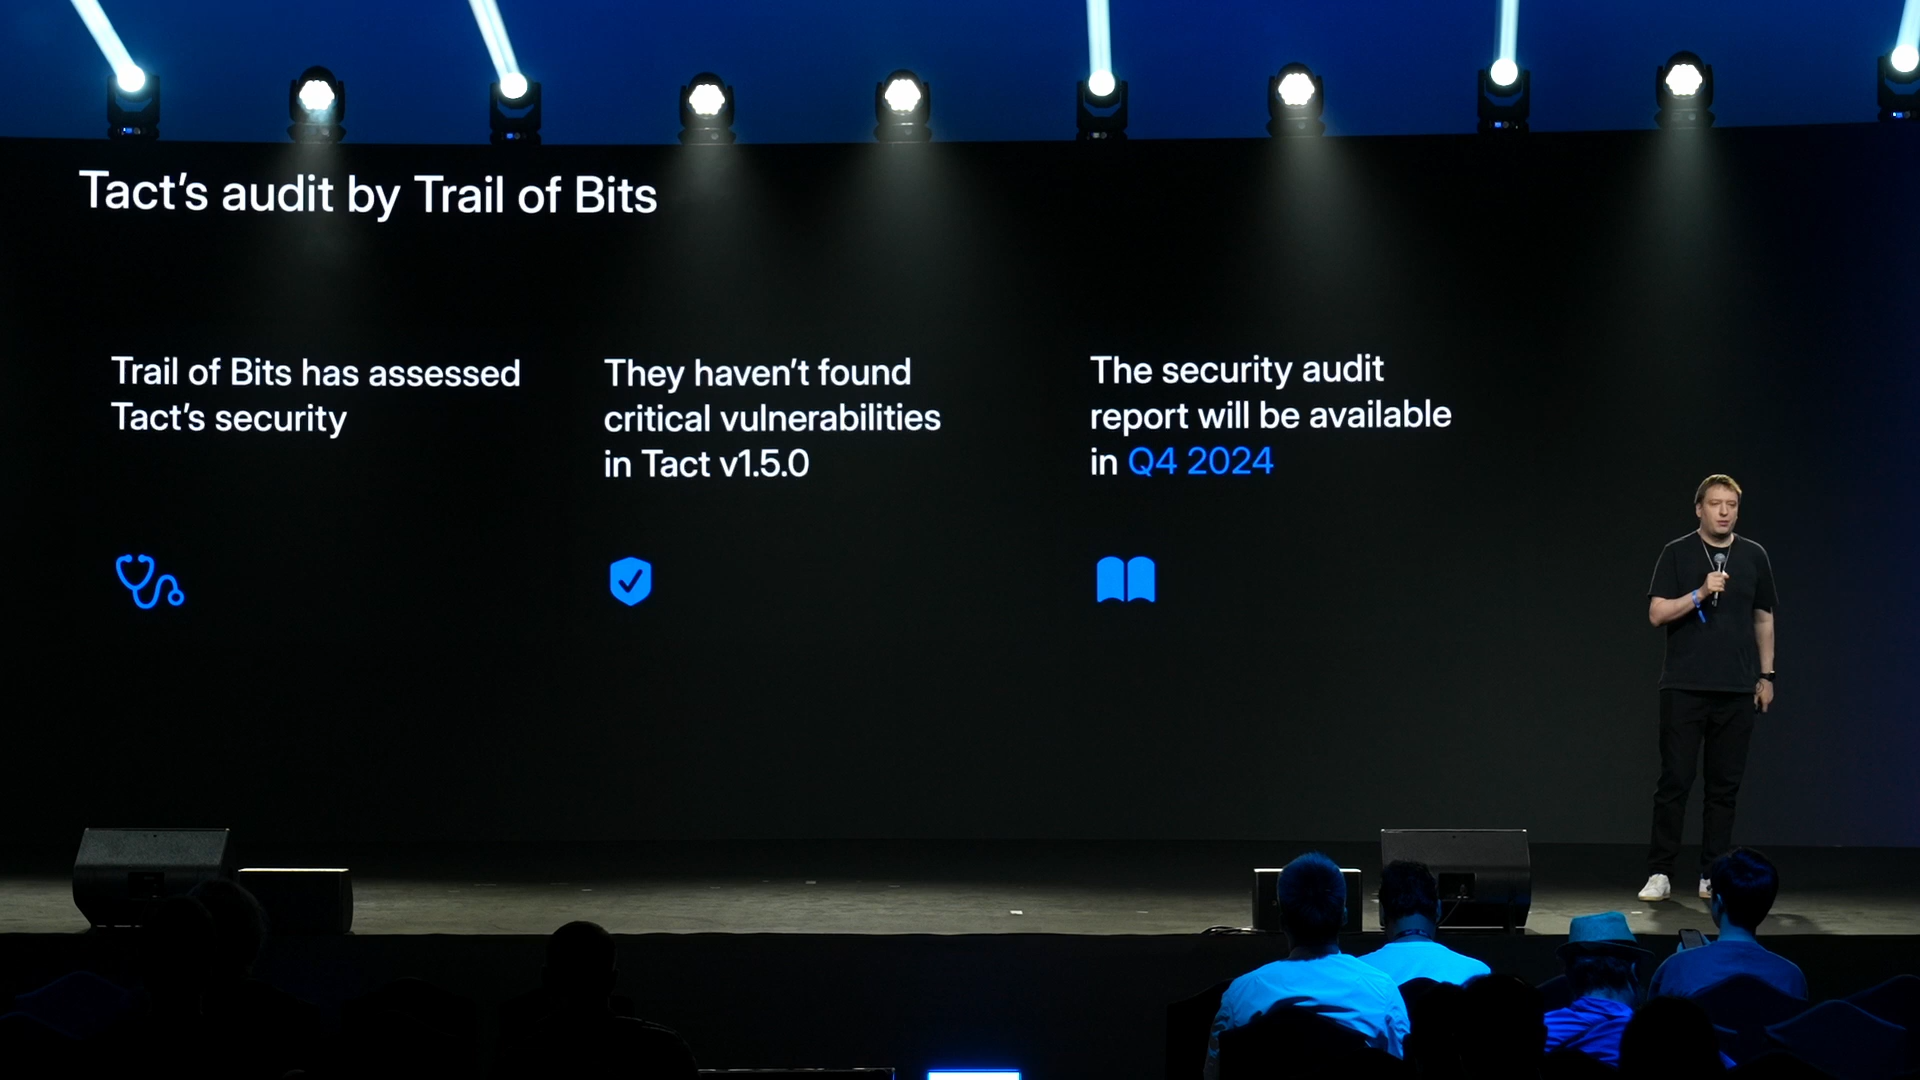 Tact's audit by Trail of Bits
Trail of Bits has assessed
Tact's security
They haven't found
critical vulnerabilities
in Tact v1.5.0
The security audit
report will be available
in Q4 2024